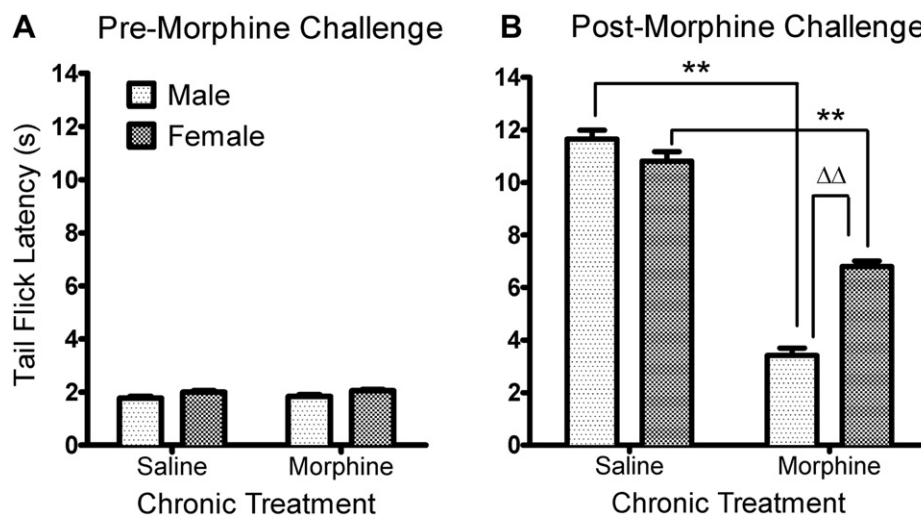 A Pre-Morphine Challenge
Tail Flick Latency (s)
14
12
10
8
6
4
2
0
Male
Female
Saline Morphine
Chronic Treatment
B Post-Morphine Challenge
14
12
10
8
6
4
2
0
**
**
ΔΔ
Saline Morphine
Chronic Treatment